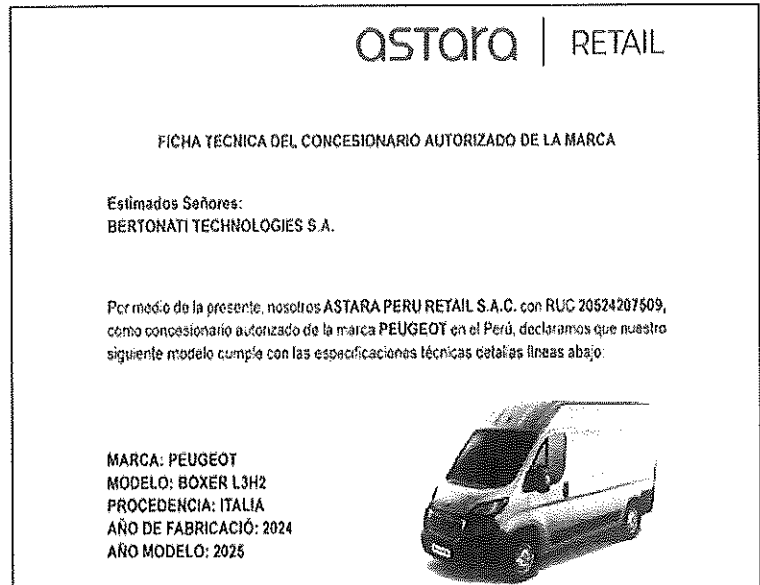 astara | RETAIL
FICHA TECNICA DEL CONCESIONARIO AUTORIZADO DE LA MARCA
Estimados Señores:
BERTONATI TECHNOLOGIES S.A.
Por medio de la presente, nosotros ASTARA PERU RETAIL S.A.C. con RUC 20524207509,
como concesionario autorizado de la marca PEUGEOT en el Perú, declaramos que nuestro
siguiente modelo cumple con las especificaciones técnicas detallas líneas abajo:
MARCA: PEUGEOT
MODELO: BOXER L3H2
PROCEDENCIA: ITALIA
AÑO DE FABRICACIÓ: 2024
AÑO MODELO: 2025